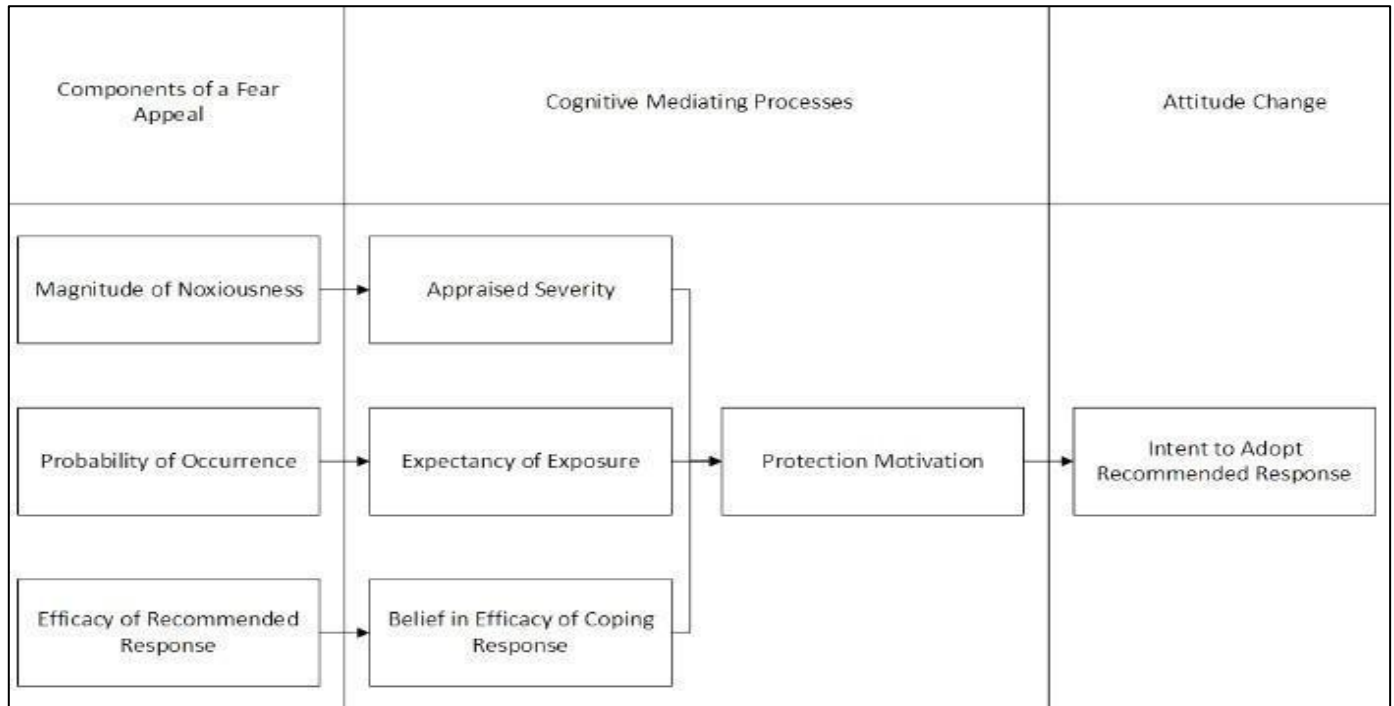 Components of a Fear
Appeal
Cognitive Mediating Processes
Attitude Change
Magnitude of Noxiousness
Appraised Severity
Probability of Occurrence
Expectancy of Exposure
Protection Motivation
Intent to Adopt
Recommended Response
Efficacy of Recommended
Response
Belief in Efficacy of Coping
Response